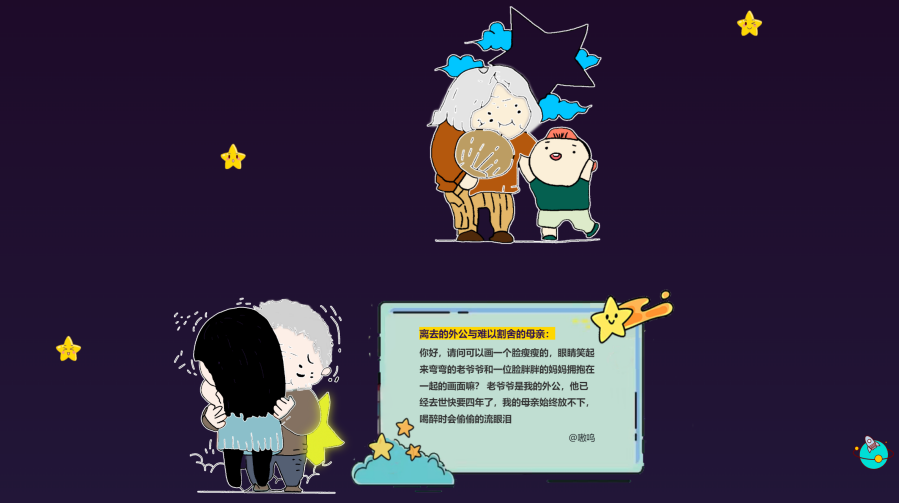 离去的外公与难以割舍的母亲：
你好，请问可以画一个脸瘦瘦的，眼睛笑起
来弯弯的老爷爷和一位脸胖胖的妈妈拥抱在
一起的画面嘛？ 老爷爷是我的外公，他已
经去世快要四年了，我的母亲始终放不下，
喝醉时会偷偷的流眼泪
@嗷呜